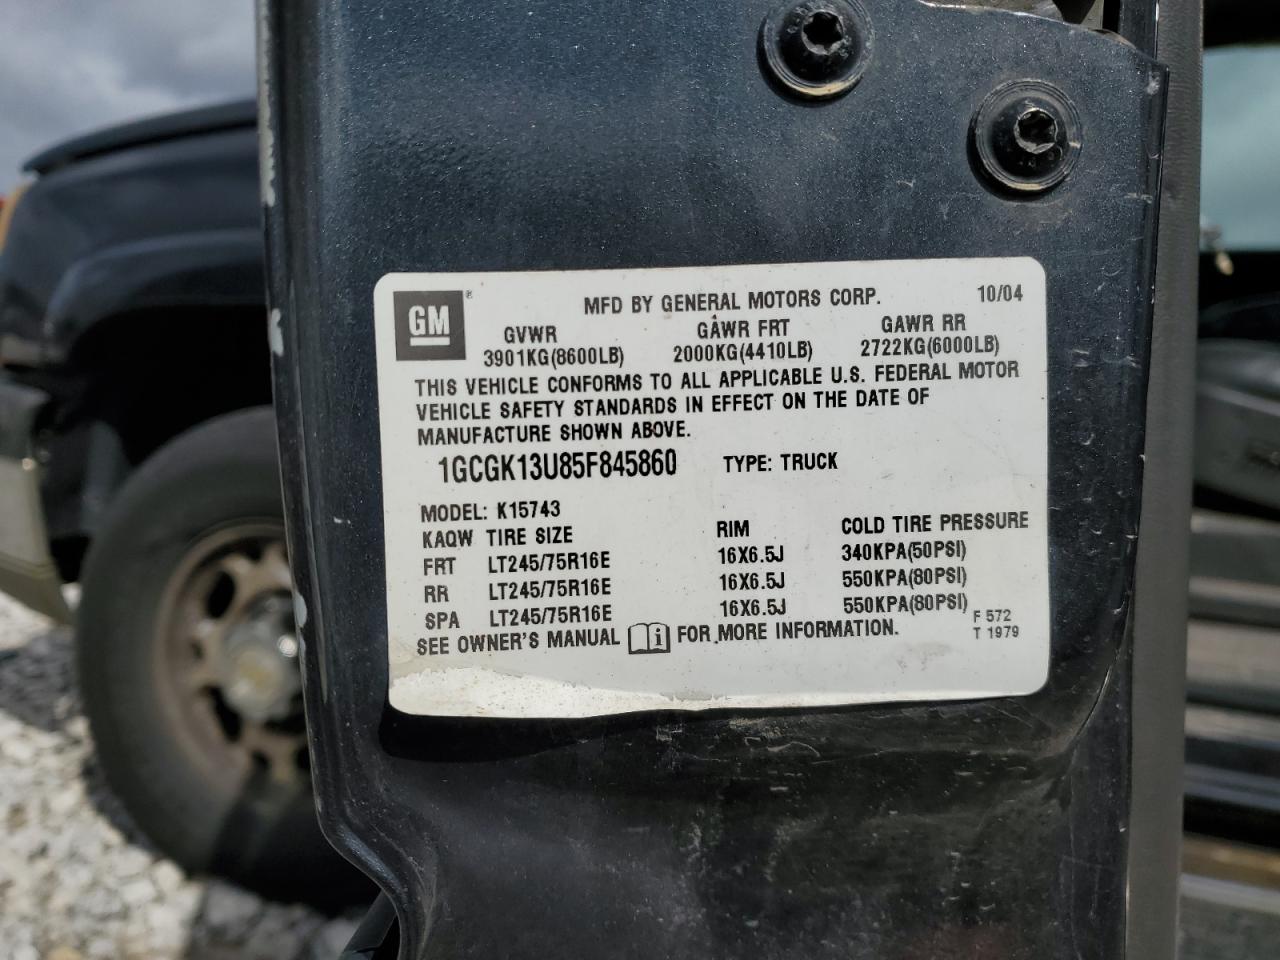 GM ® MFD BY GENERAL MOTORS CORP. 10/04
GVWR GAWR FRT GAWR RR
3901KG(8600LB) 2000KG(4410LB) 2722KG(6000LB)
THIS VEHICLE CONFORMS TO ALL APPLICABLE U.S. FEDERAL MOTOR
VEHICLE SAFETY STANDARDS IN EFFECT ON THE DATE OF
MANUFACTURE SHOWN ABOVE.
1GCGK13U85F845860 TYPE: TRUCK
MODEL: K15743
KAQW TIRE SIZE RIM COLD TIRE PRESSURE
FRT LT245/75R16E 16X6.5J 340KPA(50PSI)
RR LT245/75R16E 16X6.5J 550KPA(80PSI)
SPA LT245/75R16E 16X6.5J 550KPA(80PSI)
SEE OWNER'S MANUAL i FOR MORE INFORMATION.
F 572
T 1979